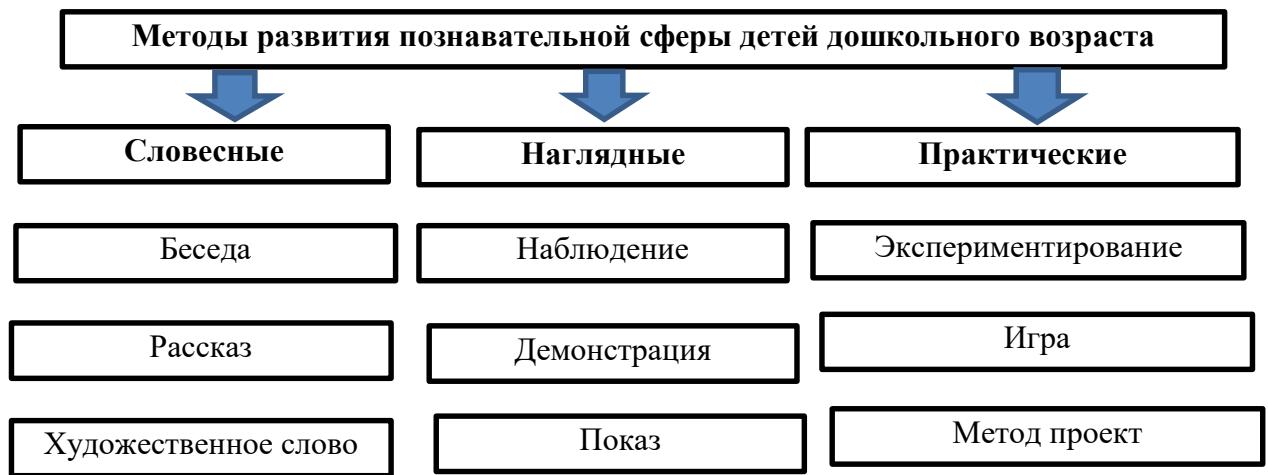 Методы развития познавательной сферы детей дошкольного возраста
Словесные
Наглядные
Практические
Беседа
Наблюдение
Экспериментирование
Рассказ
Демонстрация
Игра
Художественное слово
Показ
Метод проект